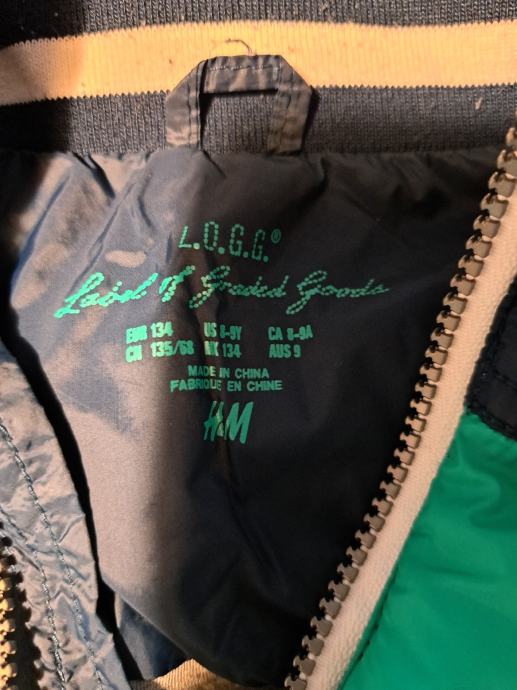 L.O.G.G.®
Label of Graded Goods
EUR 134 US 8-9Y CA 8-9A
CN 135/68 MX 134 AUS 9
MADE IN CHINA
FABRIQUE EN CHINE
H&M